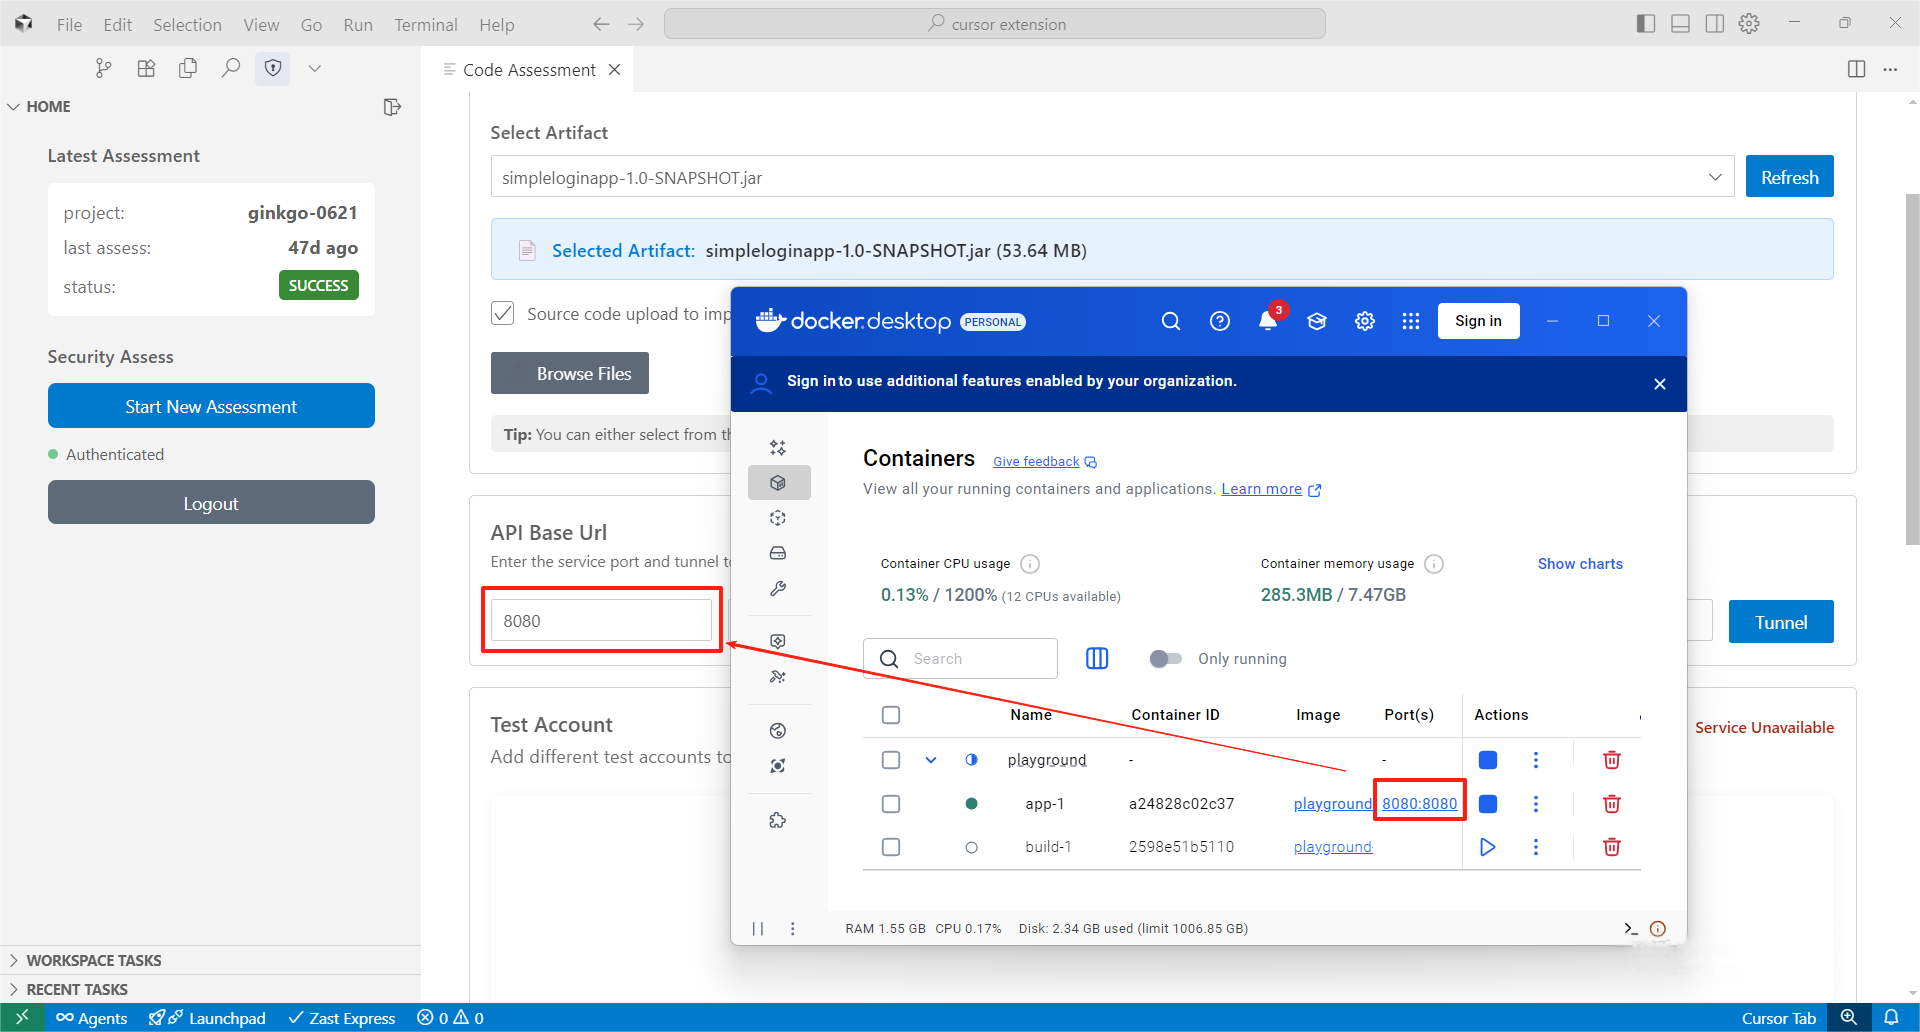 File Edit Selection View Go Run Terminal Help
cursor extension
Code Assessment
HOME
Latest Assessment
project: ginkgo-0621
last assess: 47d ago
status: SUCCESS
Security Assess
Start New Assessment
Authenticated
Logout
WORKSPACE TASKS
RECENT TASKS
Select Artifact
simpleloginapp-1.0-SNAPSHOT.jar
Refresh
Selected Artifact: simpleloginapp-1.0-SNAPSHOT.jar (53.64 MB)
Source code upload to imp
Browse Files
Tip: You can either select from th
API Base Url
Enter the service port and tunnel t
8080
Tunnel
Test Account
Service Unavailable
Add different test accounts to
docker.desktop PERSONAL
3
Sign in
Sign in to use additional features enabled by your organization.
Containers Give feedback
View all your running containers and applications. Learn more
Container CPU usage
0.13% / 1200% (12 CPUs available)
Container memory usage
285.3MB / 7.47GB
Show charts
Search
Only running
Name Container ID Image Port(s) Actions
playground - -
app-1 a24828c02c37 playground 8080:8080
build-1 2598e51b5110 playground-
RAM 1.55 GB CPU 0.17% Disk: 2.34 GB used (limit 1006.85 GB)
Agents Launchpad Zast Express 0 0 Cursor Tab